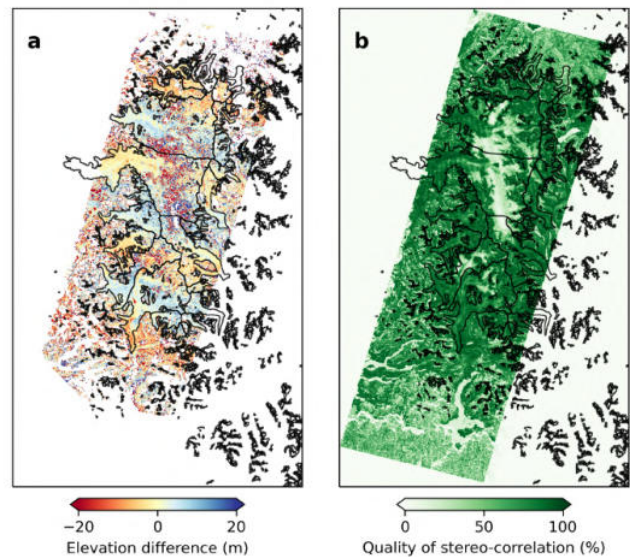 a
b
−20 0 20
Elevation difference (m)
0 50 100
Quality of stereo-correlation (%)